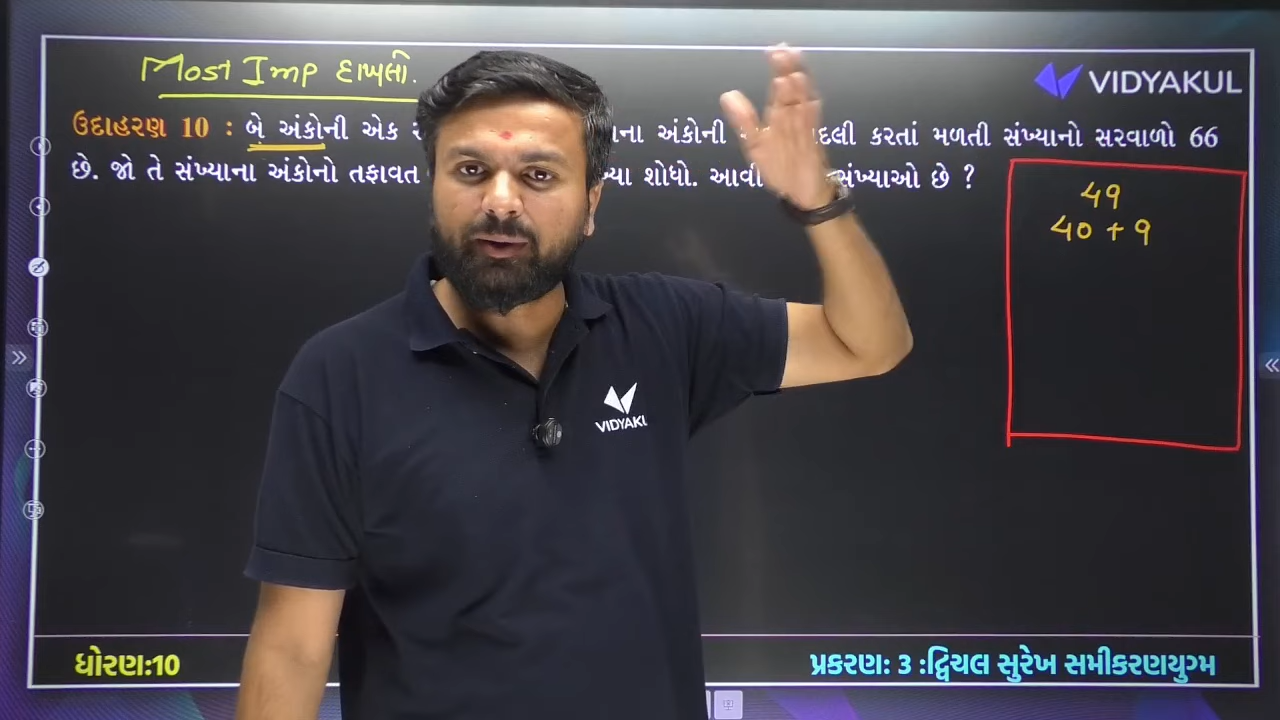 Most Imp દાખલો.
VIDYAKUL
ઉદાહરણ 10 : બે અંકોની એક ના અંકોની કરતાં મળતી સંખ્યાનો સરવાળો 66
છે. જો તે સંખ્યાના અંકોનો તફાવત શોધો. આવી સંખ્યાઓ છે ?
49
40 + 9
VIDYAKUL
ધોરણ:10
પ્રકરણ: 3 :દ્વિચલ સુરેખ સમીકરણયુગ્મ